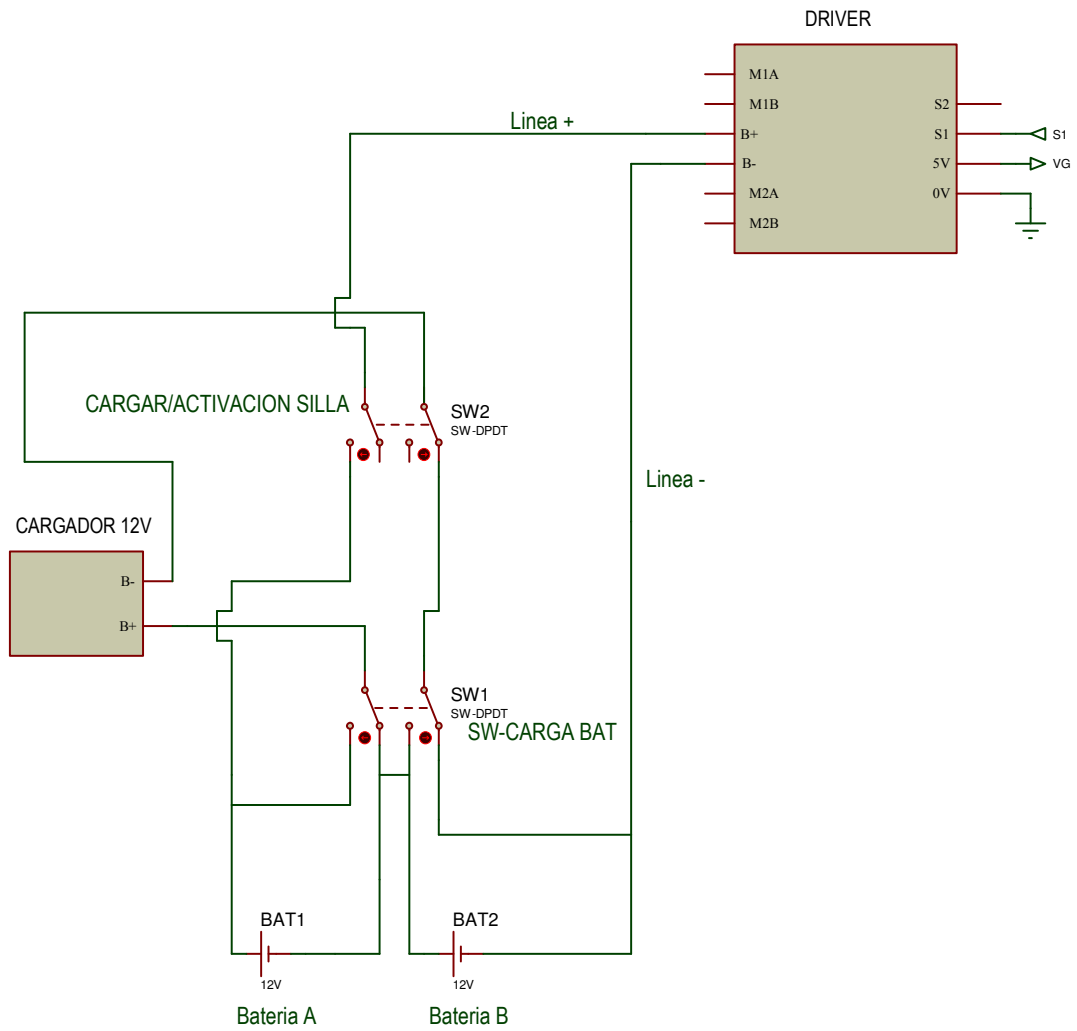 DRIVER
M1A
M1B
B+
B-
M2A
M2B
S2
S1
5V
0V
S1
VG
Linea +
CARGAR/ACTIVACION SILLA
SW2
SW-DPDT
Linea -
CARGADOR 12V
B-
B+
SW1
SW-DPDT
SW-CARGA BAT
BAT1
12V
Bateria A
BAT2
12V
Bateria B